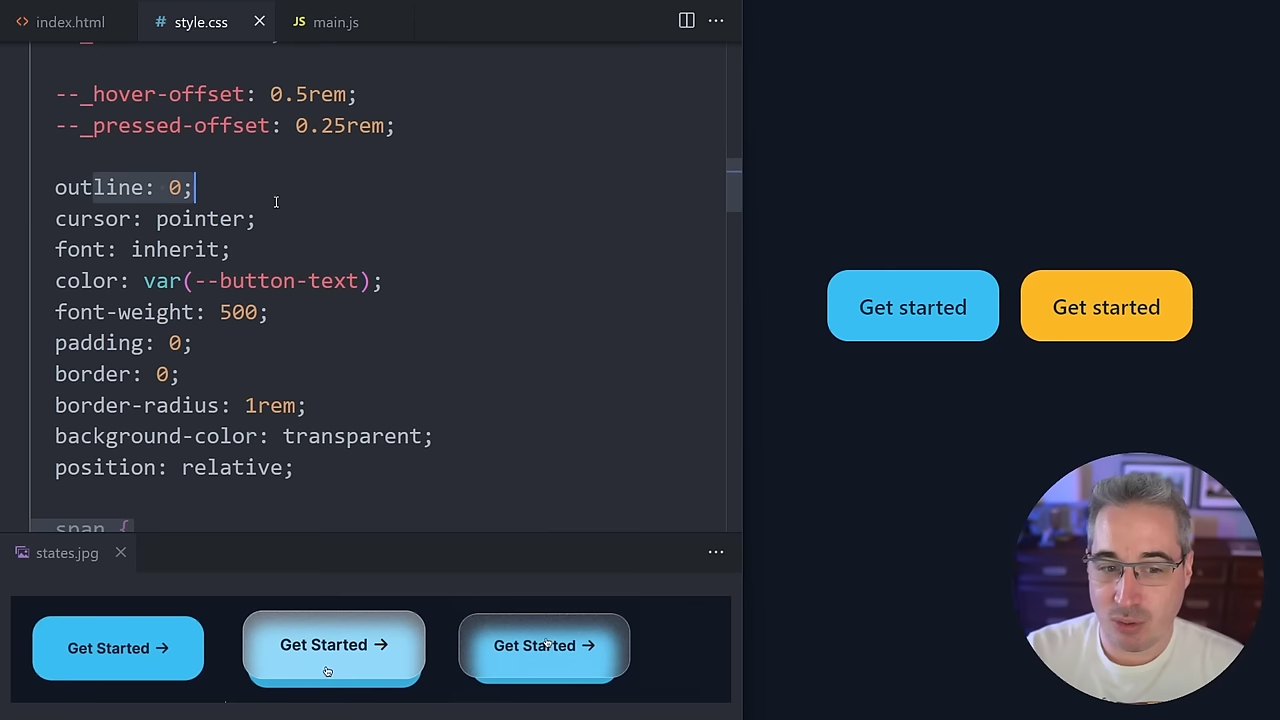 index.html
# style.css
JS main.js
--_hover-offset: 0.5rem;
--_pressed-offset: 0.25rem;
outline: 0;
cursor: pointer;
font: inherit;
color: var(--button-text);
font-weight: 500;
padding: 0;
border: 0;
border-radius: 1rem;
background-color: transparent;
position: relative;
span {
Get started
Get started
states.jpg
Get Started →
Get Started →
Get Started →